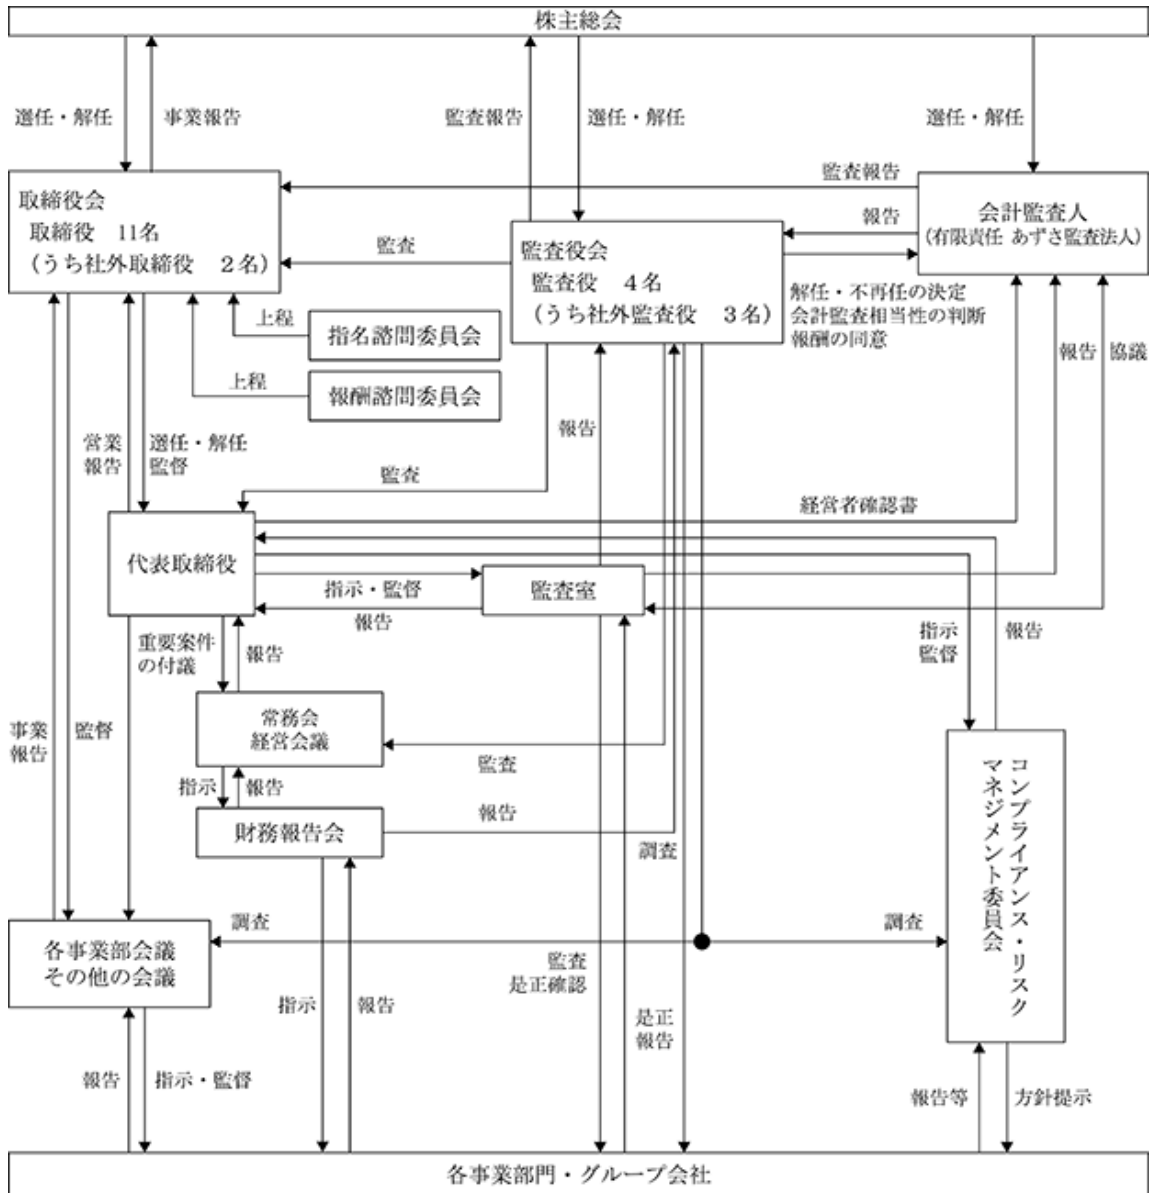 株主総会
選任・解任
事業報告
監査報告
選任・解任
選任・解任
取締役会
取締役　11名
(うち社外取締役　2名)
監査報告
報告
会計監査人
(有限責任 あずさ監査法人)
監査
監査役会
監査役　4名
(うち社外監査役　3名)
解任・不再任の決定
会計監査相当性の判断
報酬の同意
上程
指名諮問委員会
上程
報酬諮問委員会
報告
協議
営業
報告
選任・解任
監督
報告
監査
経営者確認書
代表取締役
指示・監督
報告
監査室
指示
監督
報告
重要案件
の付議
報告
常務会
経営会議
監査
事業
報告
監督
指示
報告
財務報告会
報告
調査
コンプライアンス・リスク
マネジメント委員会
調査
調査
各事業部会議
その他の会議
監査
是正確認
指示
報告
是正
報告
報告
指示・監督
報告等
方針提示
各事業部門・グループ会社